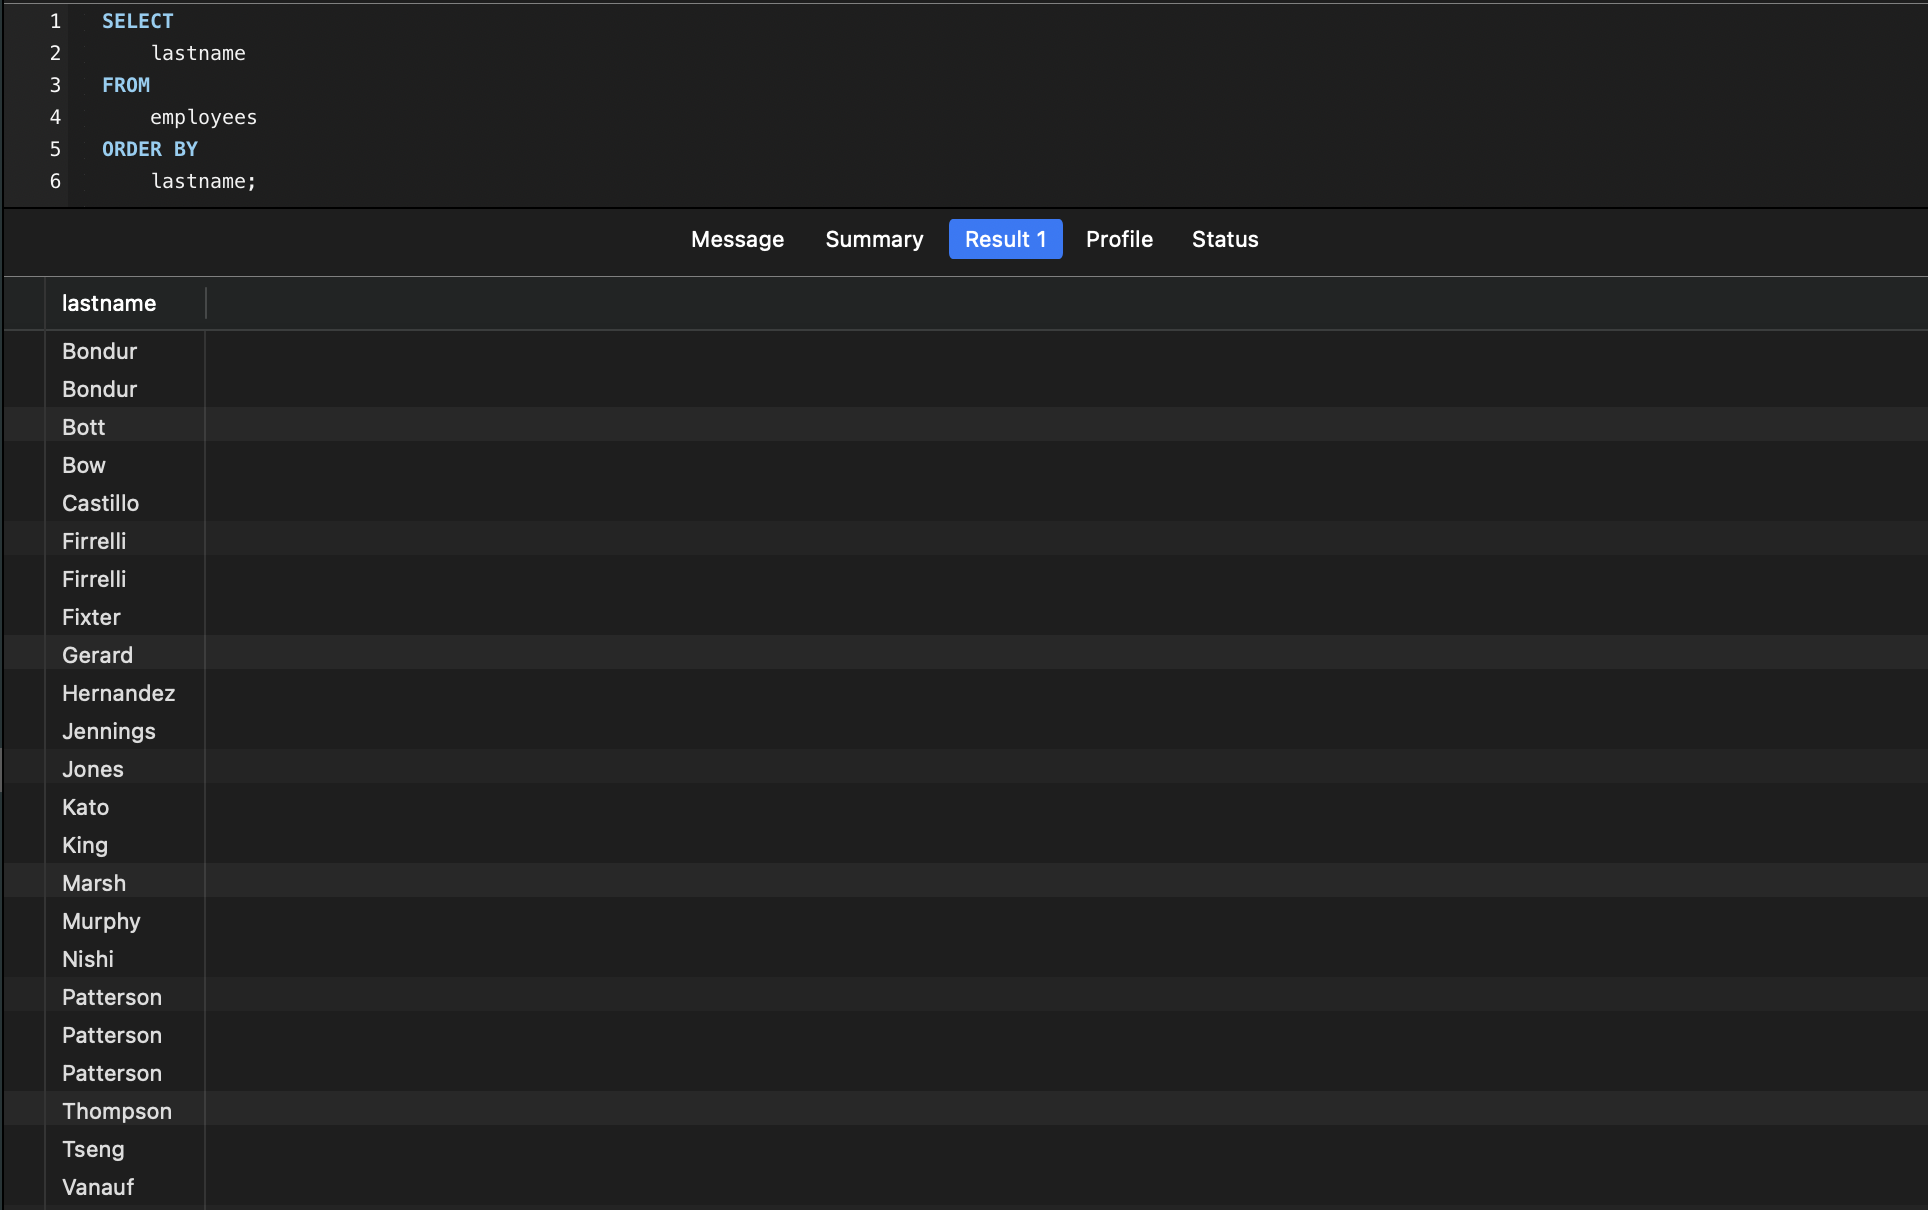 1 SELECT
2 lastname
3 FROM
4 employees
5 ORDER BY
6 lastname;
Message Summary Result 1 Profile Status
lastname
Bondur
Bondur
Bott
Bow
Castillo
Firrelli
Firrelli
Fixter
Gerard
Hernandez
Jennings
Jones
Kato
King
Marsh
Murphy
Nishi
Patterson
Patterson
Patterson
Thompson
Tseng
Vanauf